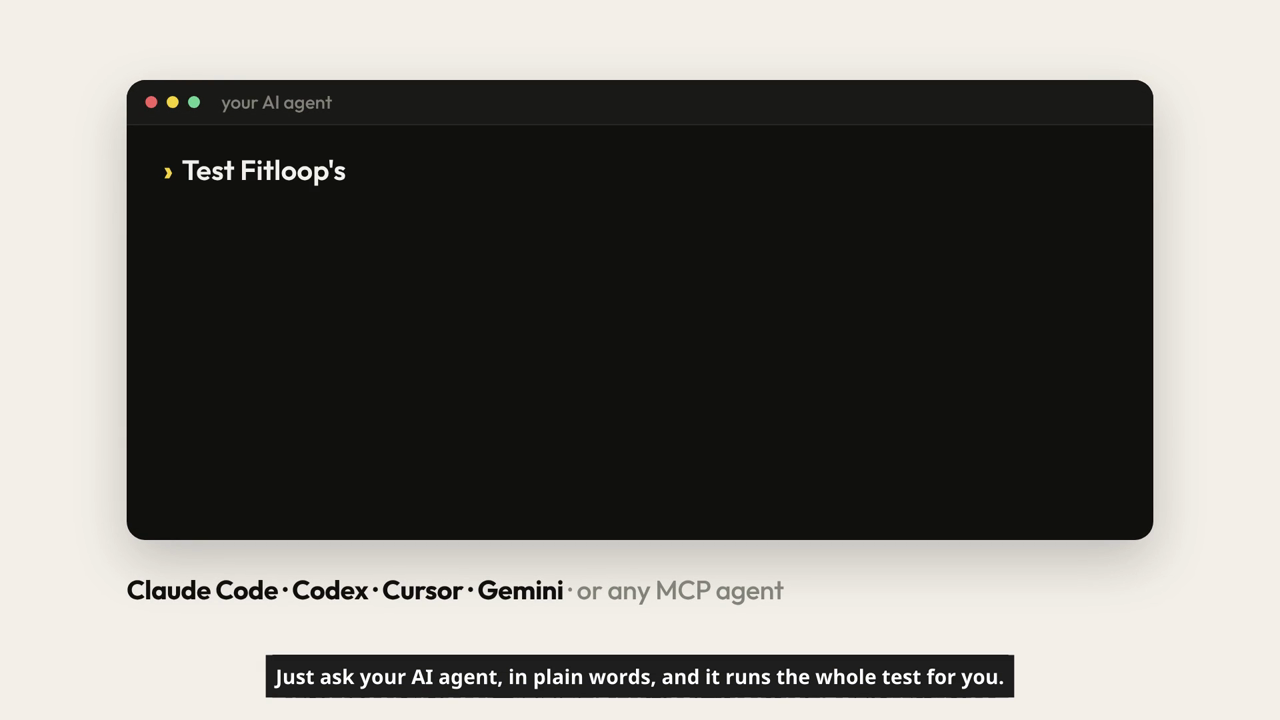 your AI agent
› Test Fitloop's
Claude Code · Codex · Cursor · Gemini · or any MCP agent
Just ask your AI agent, in plain words, and it runs the whole test for you.